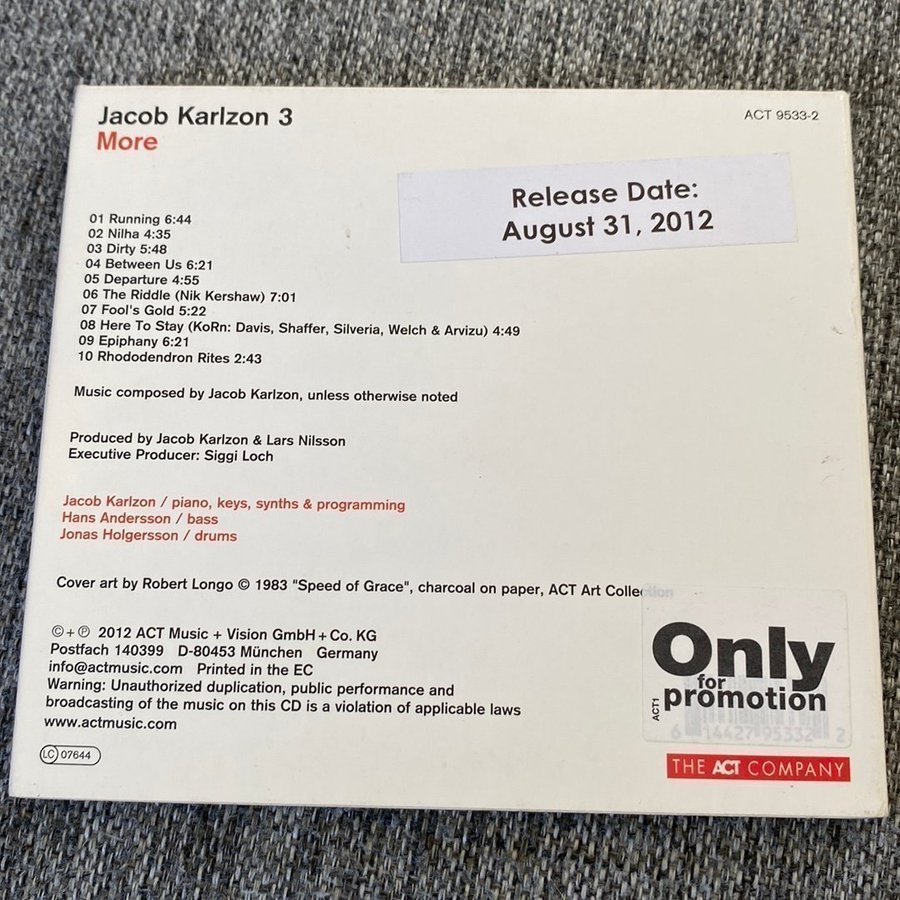 Jacob Karlzon 3
More
ACT 9533-2
Release Date:
August 31, 2012
01 Running 6:44
02 Nilha 4:35
03 Dirty 5:48
04 Between Us 6:21
05 Departure 4:55
06 The Riddle (Nik Kershaw) 7:01
07 Fool's Gold 5:22
08 Here To Stay (KoRn: Davis, Shaffer, Silveria, Welch & Arvizu) 4:49
09 Epiphany 6:21
10 Rhododendron Rites 2:43
Music composed by Jacob Karlzon, unless otherwise noted
Produced by Jacob Karlzon & Lars Nilsson
Executive Producer: Siggi Loch
Jacob Karlzon / piano, keys, synths & programming
Hans Andersson / bass
Jonas Holgersson / drums
Cover art by Robert Longo © 1983 "Speed of Grace", charcoal on paper, ACT Art Collection
©+℗ 2012 ACT Music + Vision GmbH + Co. KG
Postfach 140399 D-80453 München Germany
info@actmusic.com Printed in the EC
Warning: Unauthorized duplication, public performance and
broadcasting of the music on this CD is a violation of applicable laws
www.actmusic.com
LC 07644
Only
for
promotion
ACT1
6 14427 95332 2
THE ACT COMPANY